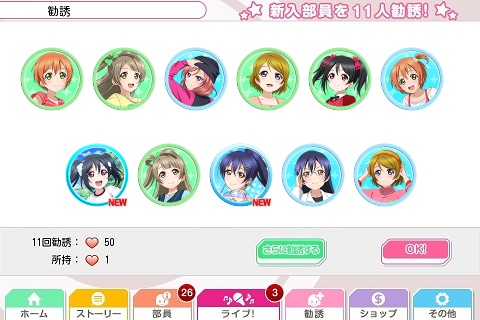 勧誘
新入部員を11人勧誘!
NEW
NEW
11回勧誘: 50
所持: 1
さらに勧誘する
OK!
26
3
ホーム
ストーリー
部員
ライブ!
勧誘
ショップ
その他